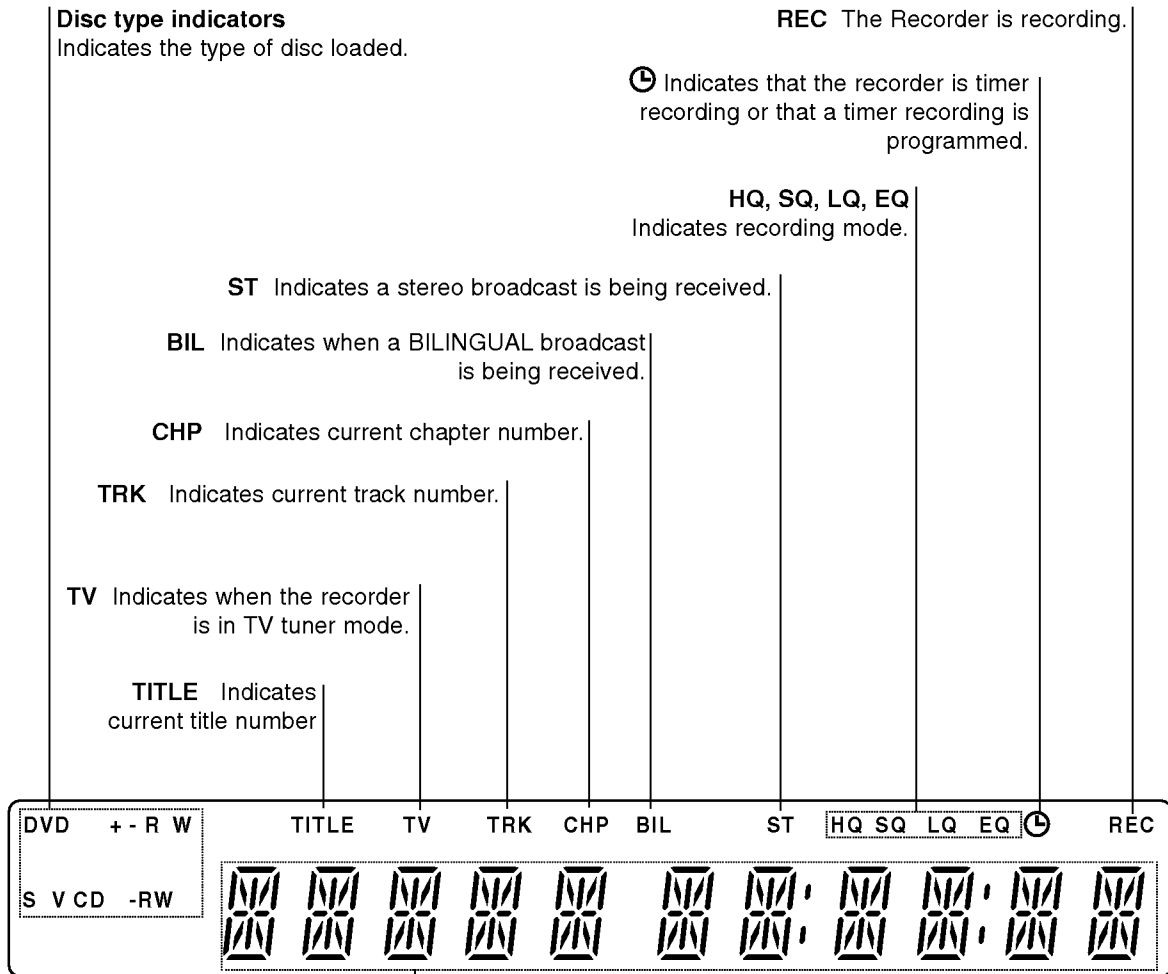 Disc type indicators
Indicates the type of disc loaded.
REC The Recorder is recording.
Indicates that the recorder is timer
recording or that a timer recording is
programmed.
HQ, SQ, LQ, EQ
Indicates recording mode.
ST Indicates a stereo broadcast is being received.
BIL Indicates when a BILINGUAL broadcast
is being received.
CHP Indicates current chapter number.
TRK Indicates current track number.
TV Indicates when the recorder
is in TV tuner mode.
TITLE Indicates
current title number
DVD + - R W TITLE TV TRK CHP BIL ST HQ SQ LQ EQ REC
S V CD -RW